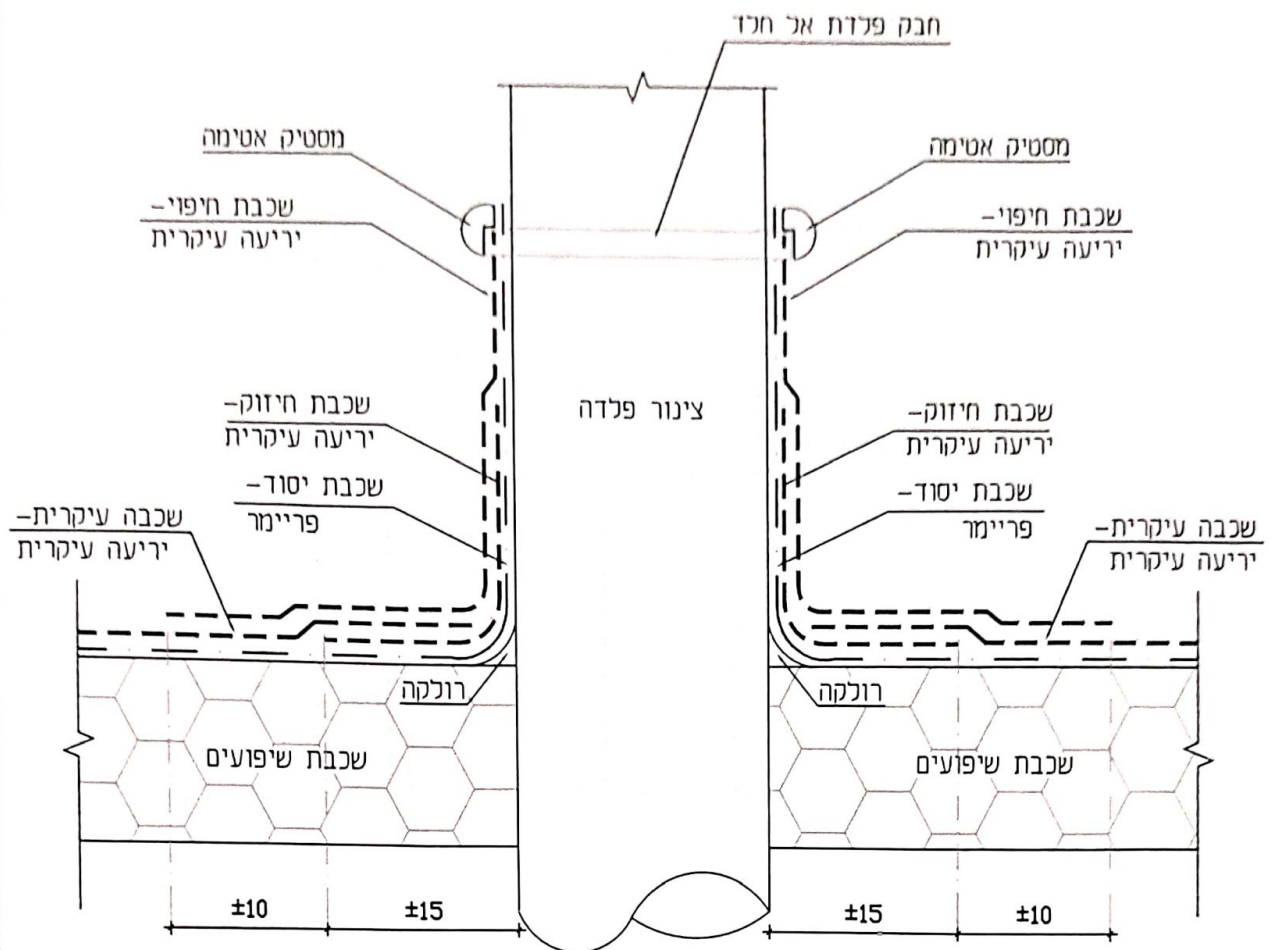 חבק פלדת אל חלד
מסטיק אטימה
מסטיק אטימה
שכבת חיפוי-
יריעה עיקרית
שכבת חיפוי-
יריעה עיקרית
שכבת חיזוק-
יריעה עיקרית
צינור פלדה
שכבת חיזוק-
יריעה עיקרית
שכבת יסוד-
פריימר
שכבת יסוד-
פריימר
שכבה עיקרית-
יריעה עיקרית
שכבה עיקרית-
יריעה עיקרית
רולקה
רולקה
שכבת שיפועים
שכבת שיפועים
±10
±15
±15
±10